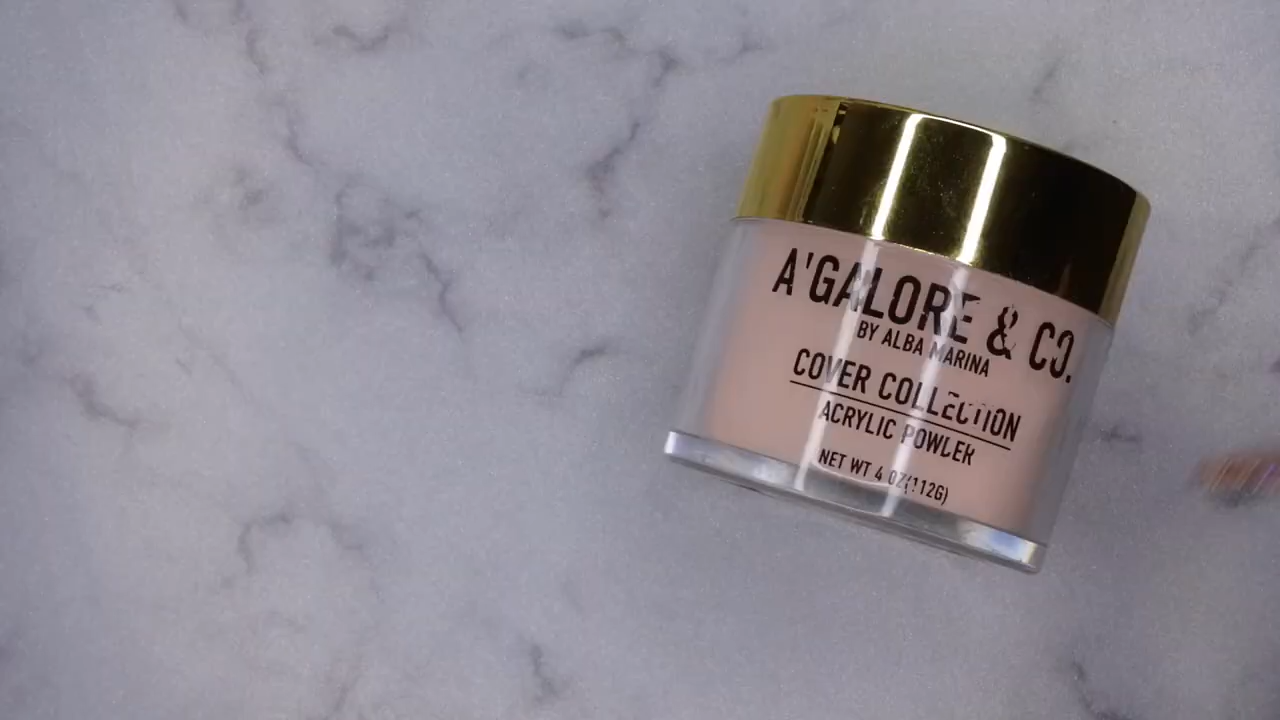 A'GALORE & CO.
BY ALBA MARINA
COVER COLLECTION
ACRYLIC POWDER
NET WT 4 OZ(112G)